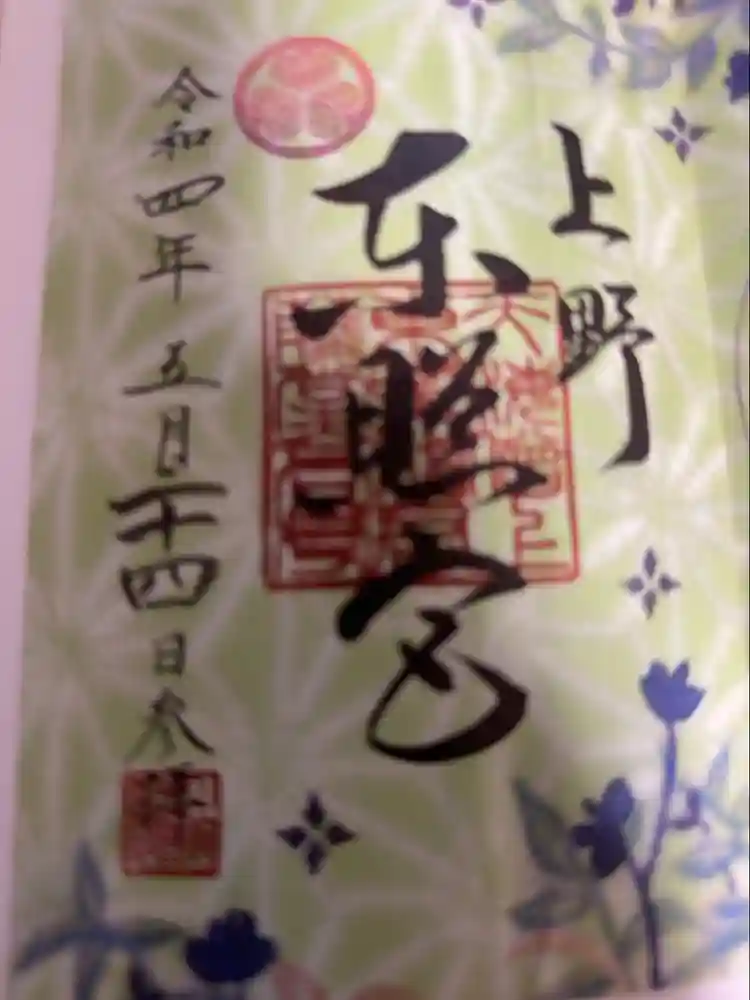 上野
東照宮
令和四年 五月二十四日参拝